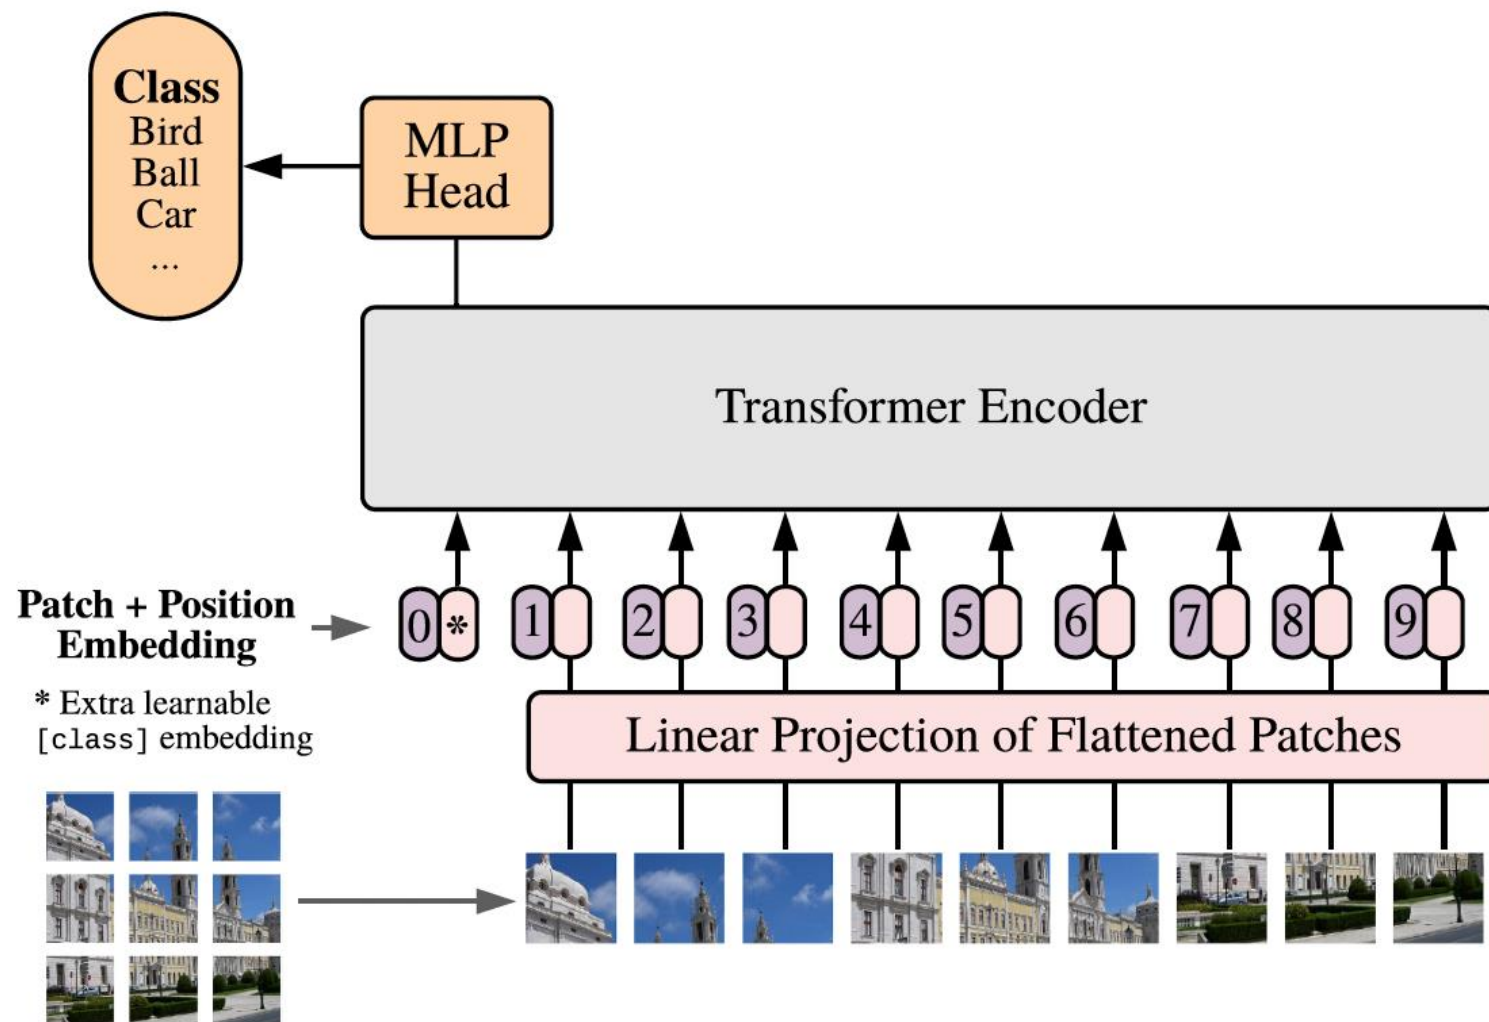 Class
Bird
Ball
Car
...
MLP
Head
Transformer Encoder
Patch + Position
Embedding
0 * 1 2 3 4 5 6 7 8 9
* Extra learnable
[class] embedding
Linear Projection of Flattened Patches